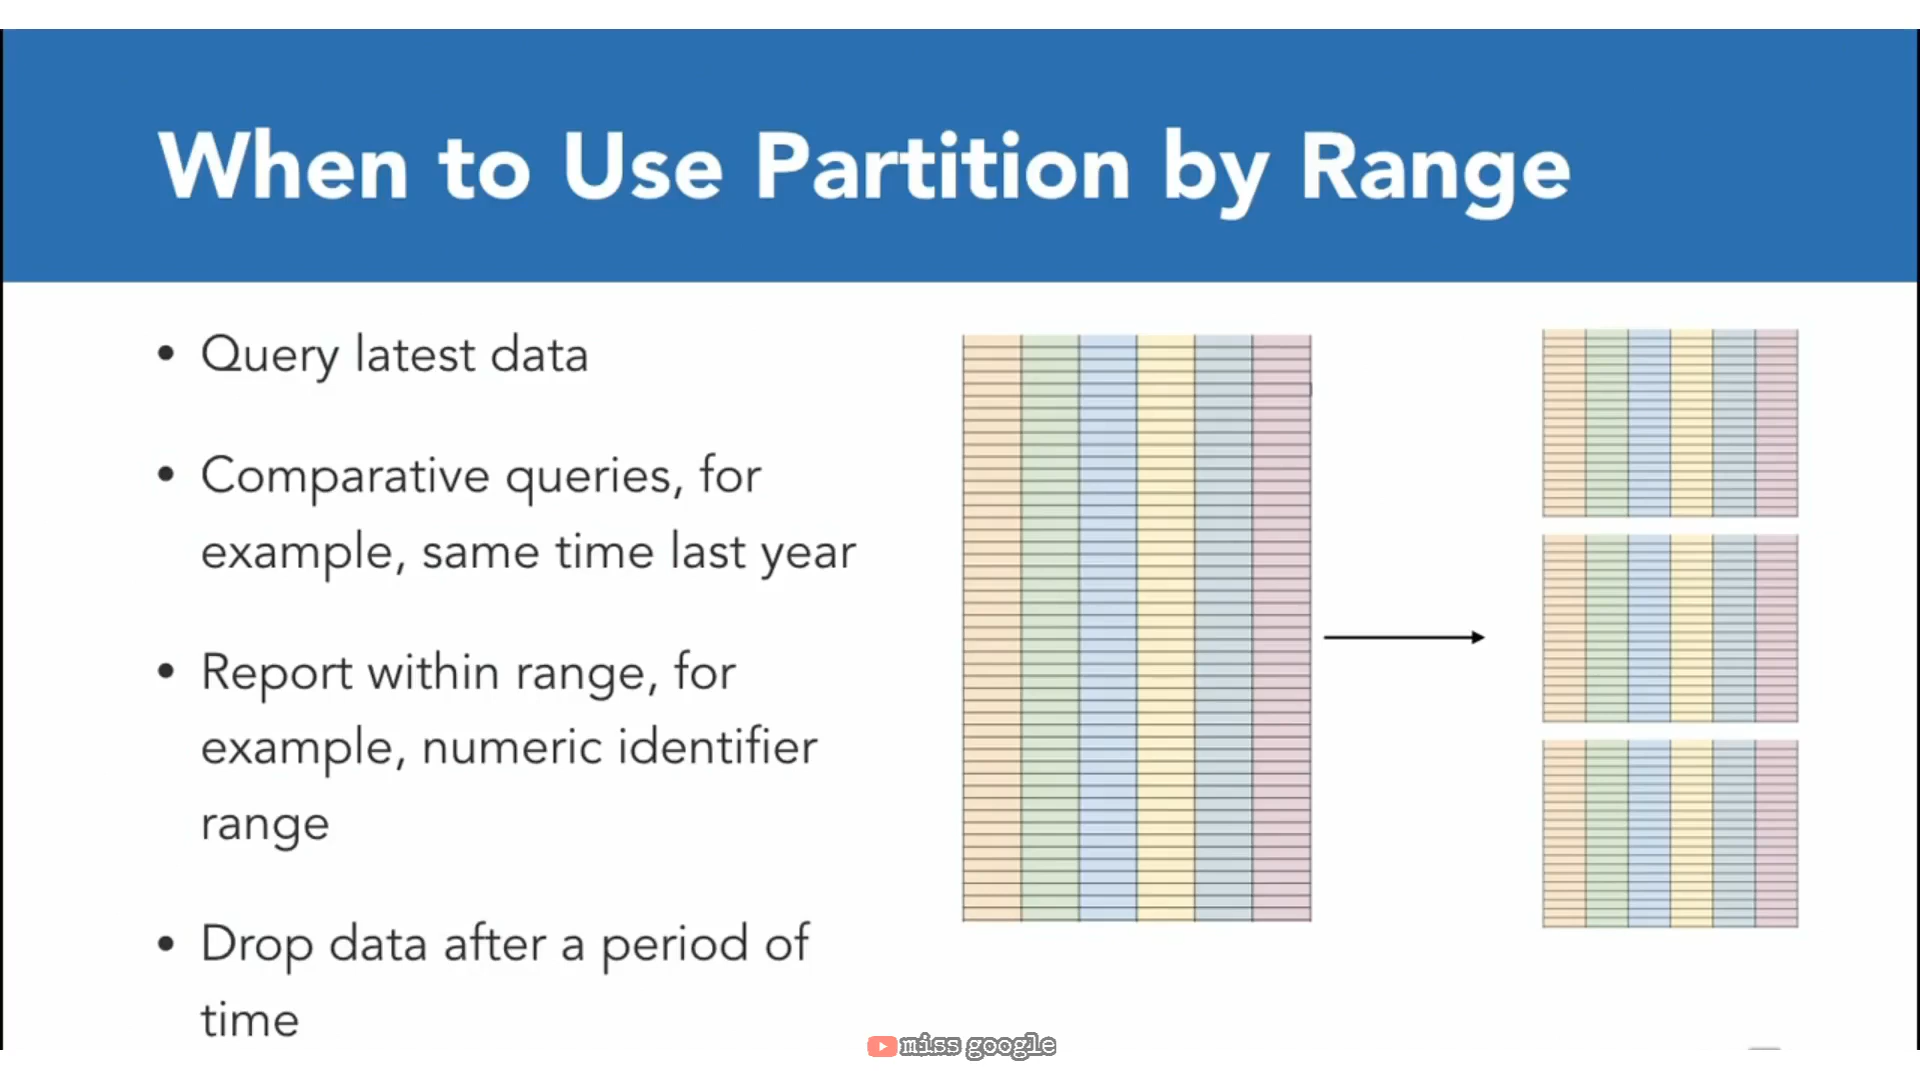 When to Use Partition by Range
• Query latest data
• Comparative queries, for
example, same time last year
• Report within range, for
example, numeric identifier
range
• Drop data after a period of
time
miss google